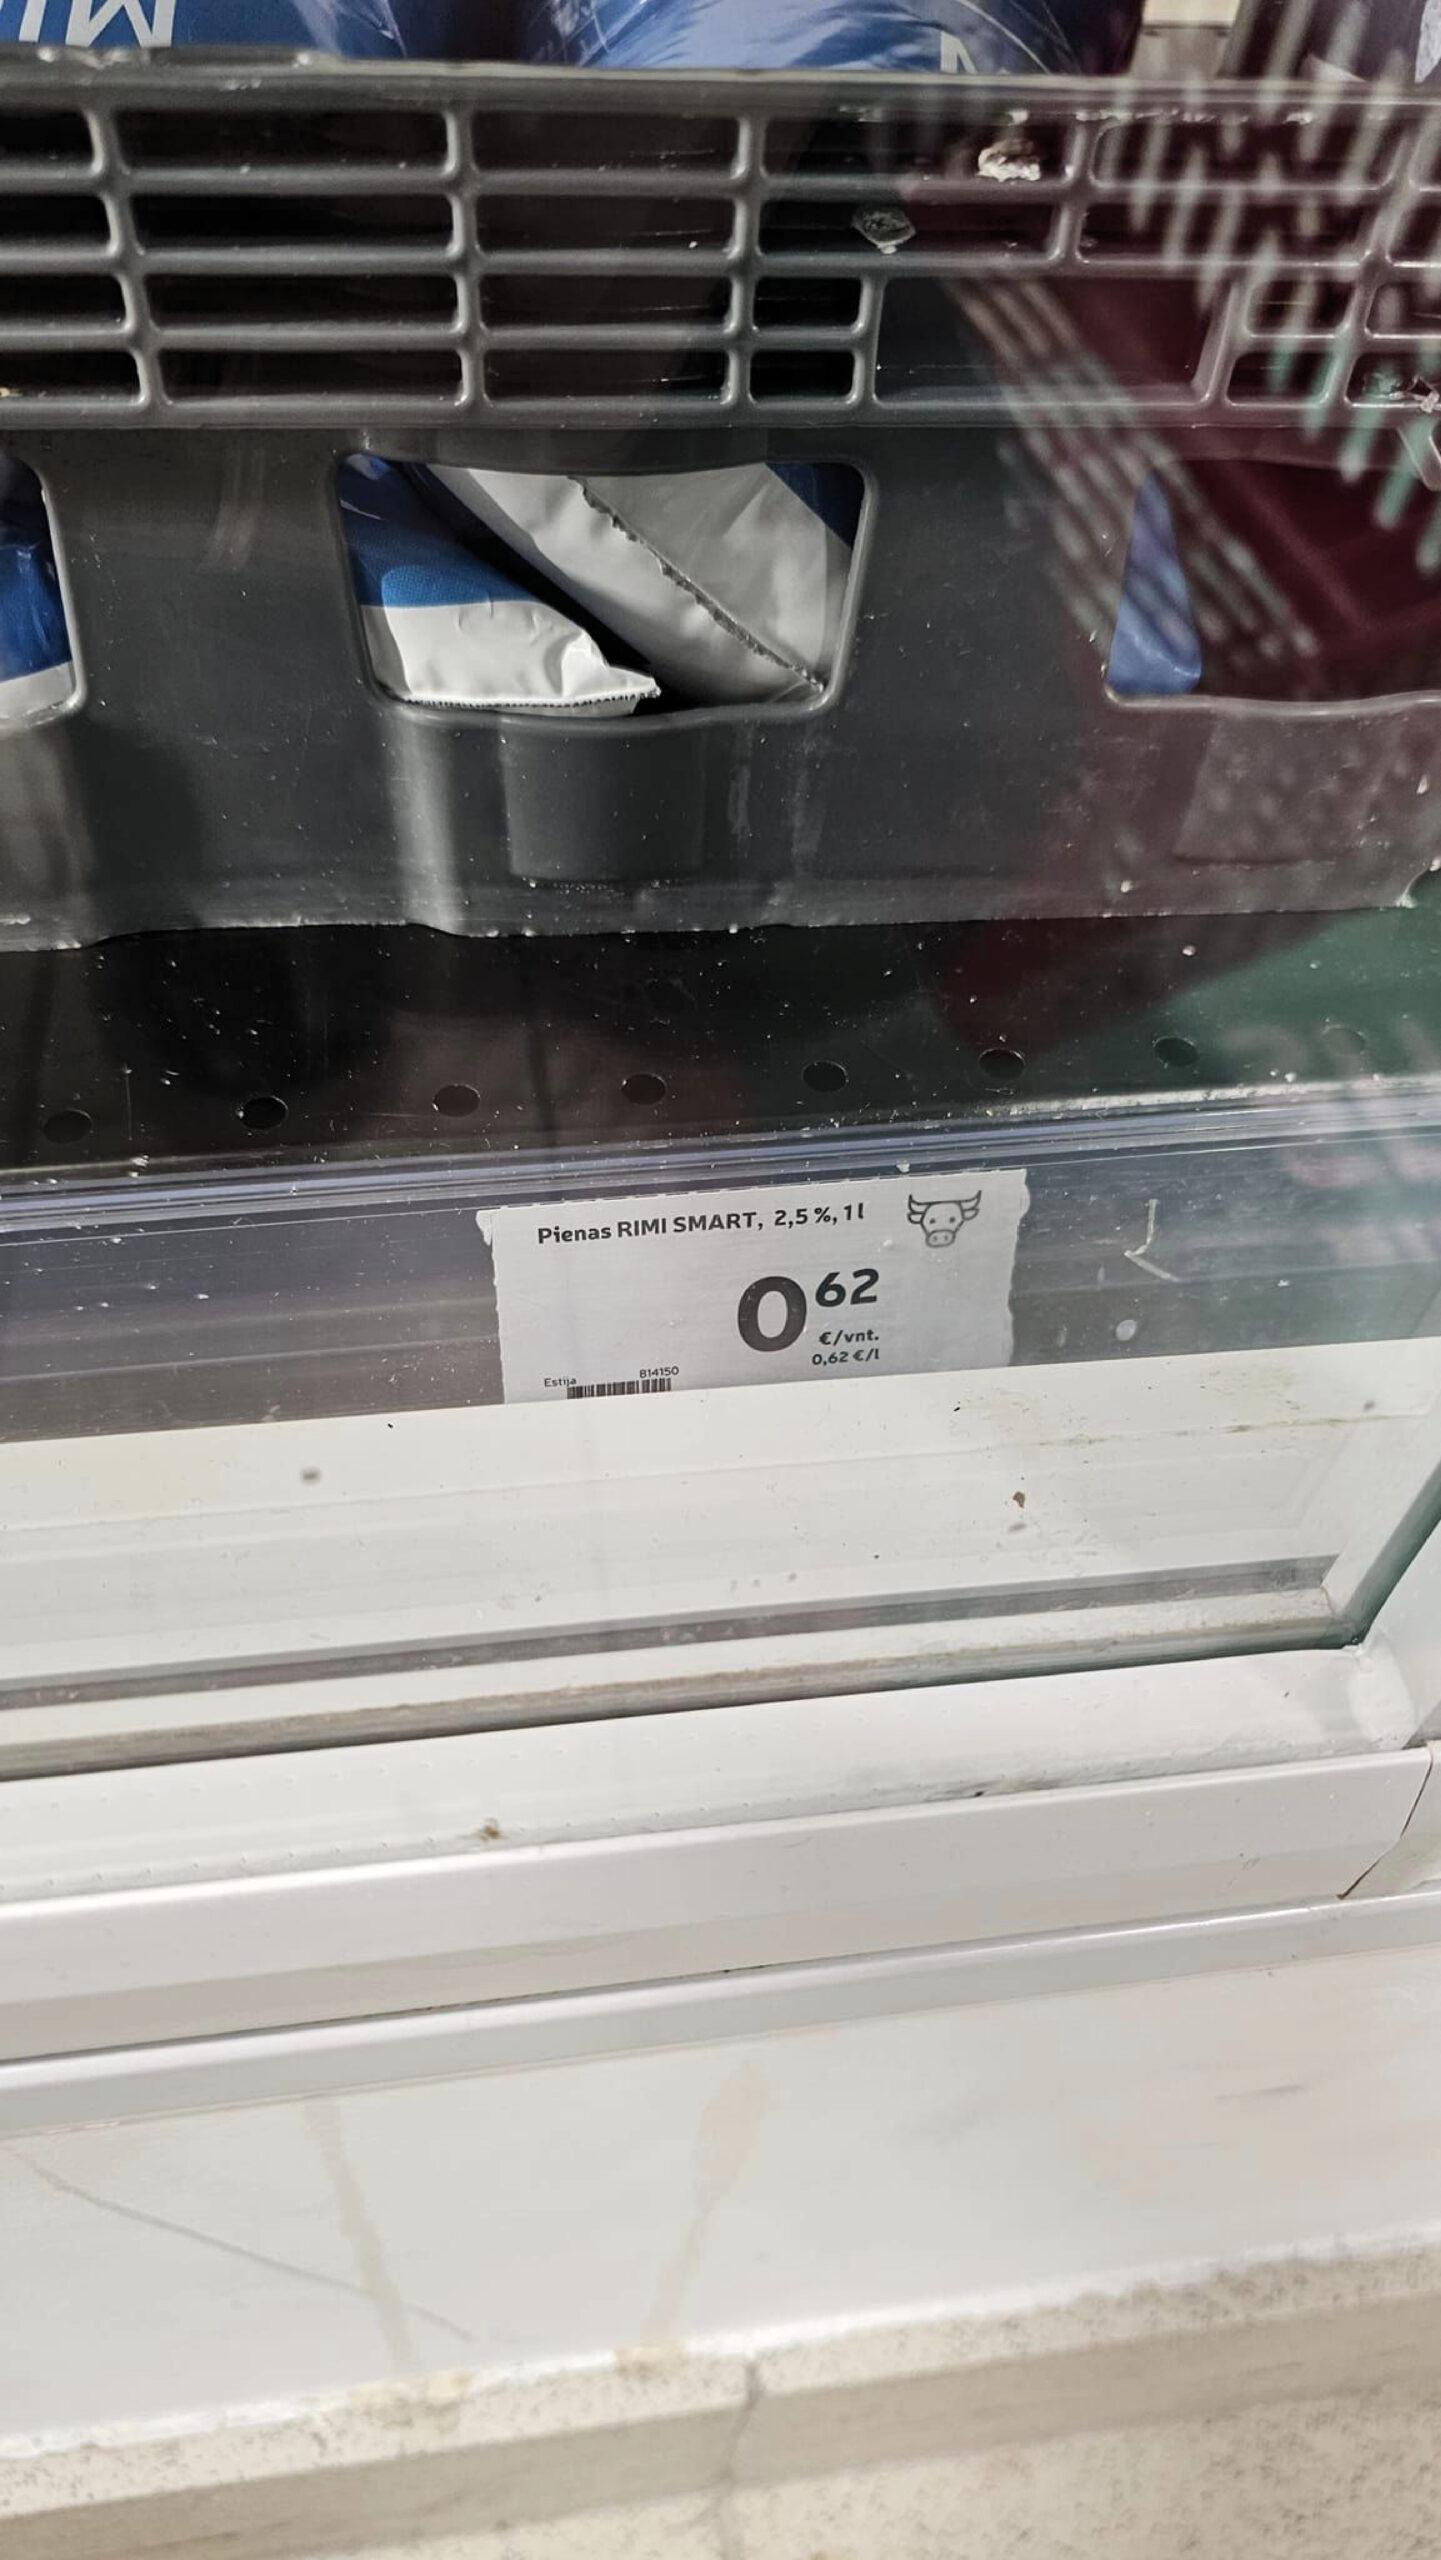 Pienas RIMI SMART, 2,5 %, 1 l
0 62
€/vnt.
0,62 €/l
Estija 814150